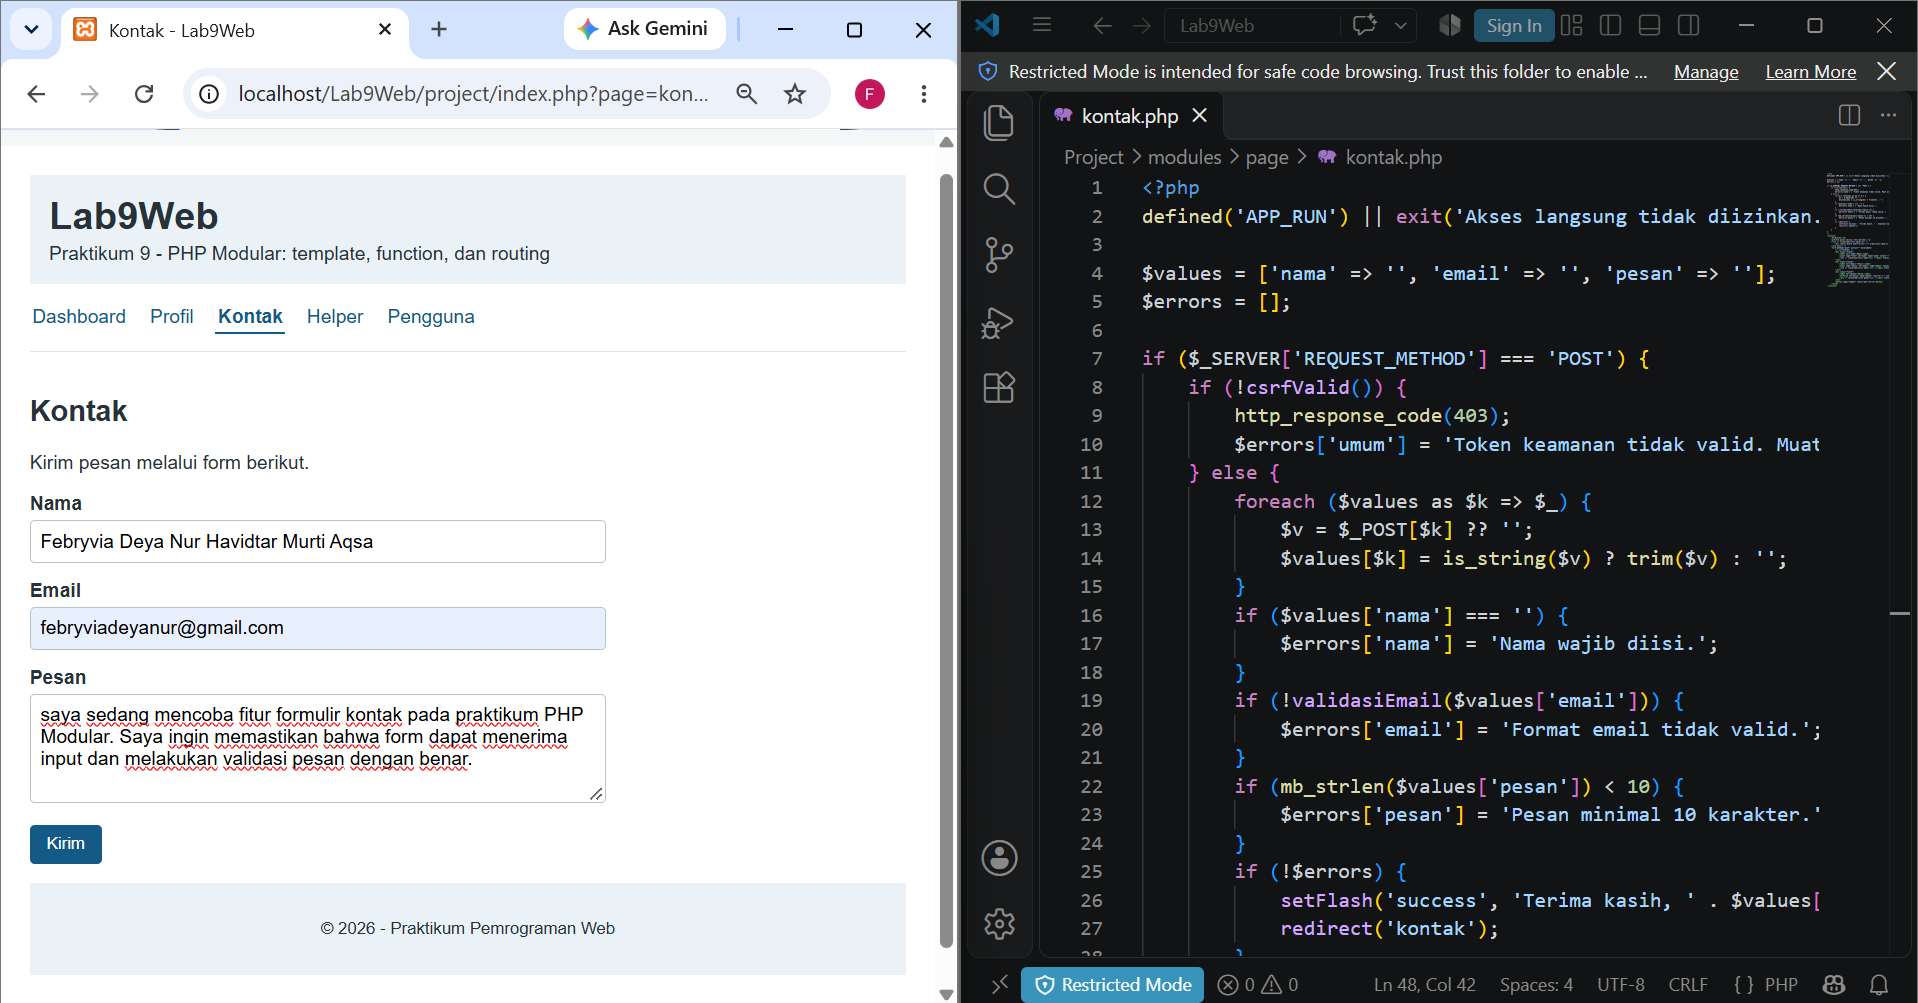 Kontak - Lab9Web
Ask Gemini
localhost/Lab9Web/project/index.php?page=kon...
F
Lab9Web
Praktikum 9 - PHP Modular: template, function, dan routing
Dashboard Profil Kontak Helper Pengguna
Kontak
Kirim pesan melalui form berikut.
Nama
Febryvia Deya Nur Havidtar Murti Aqsa
Email
febryviadeyanur@gmail.com
Pesan
saya sedang mencoba fitur formulir kontak pada praktikum PHP
Modular. Saya ingin memastikan bahwa form dapat menerima
input dan melakukan validasi pesan dengan benar.
Kirim
© 2026 - Praktikum Pemrograman Web
Lab9Web
Sign In
Restricted Mode is intended for safe code browsing. Trust this folder to enable ... Manage Learn More
kontak.php
Project > modules > page > kontak.php
1 <?php
2 defined('APP_RUN') || exit('Akses langsung tidak diizinkan.
3
4 $values = ['nama' => '', 'email' => '', 'pesan' => ''];
5 $errors = [];
6
7 if ($_SERVER['REQUEST_METHOD'] === 'POST') {
8 if (!csrfValid()) {
9 http_response_code(403);
10 $errors['umum'] = 'Token keamanan tidak valid. Muat
11 } else {
12 foreach ($values as $k => $_) {
13 $v = $_POST[$k] ?? '';
14 $values[$k] = is_string($v) ? trim($v) : '';
15 }
16 if ($values['nama'] === '') {
17 $errors['nama'] = 'Nama wajib diisi.';
18 }
19 if (!validasiEmail($values['email'])) {
20 $errors['email'] = 'Format email tidak valid.';
21 }
22 if (mb_strlen($values['pesan']) < 10) {
23 $errors['pesan'] = 'Pesan minimal 10 karakter.'
24 }
25 if (!$errors) {
26 setFlash('success', 'Terima kasih, ' . $values[
27 redirect('kontak');
28 }
Restricted Mode 0 0 Ln 48, Col 42 Spaces: 4 UTF-8 CRLF { } PHP